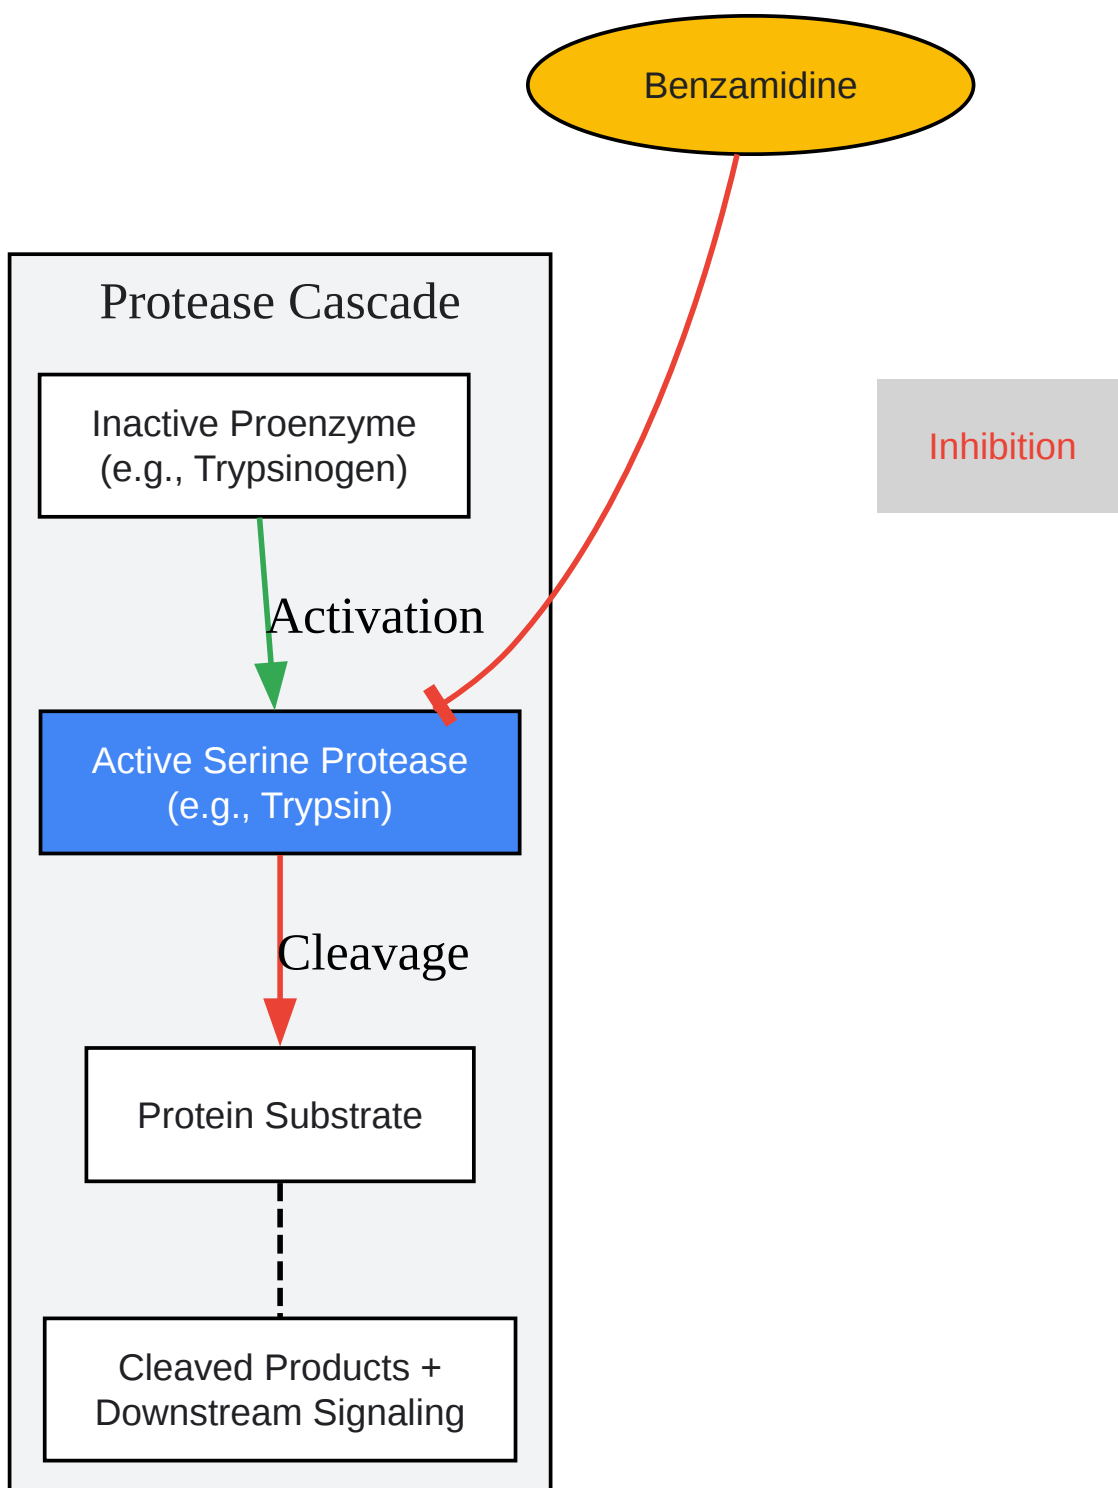 Benzamidine
Protease Cascade
Inactive Proenzyme
(e.g., Trypsinogen)
Inhibition
Activation
Active Serine Protease
(e.g., Trypsin)
Cleavage
Protein Substrate
Cleaved Products +
Downstream Signaling